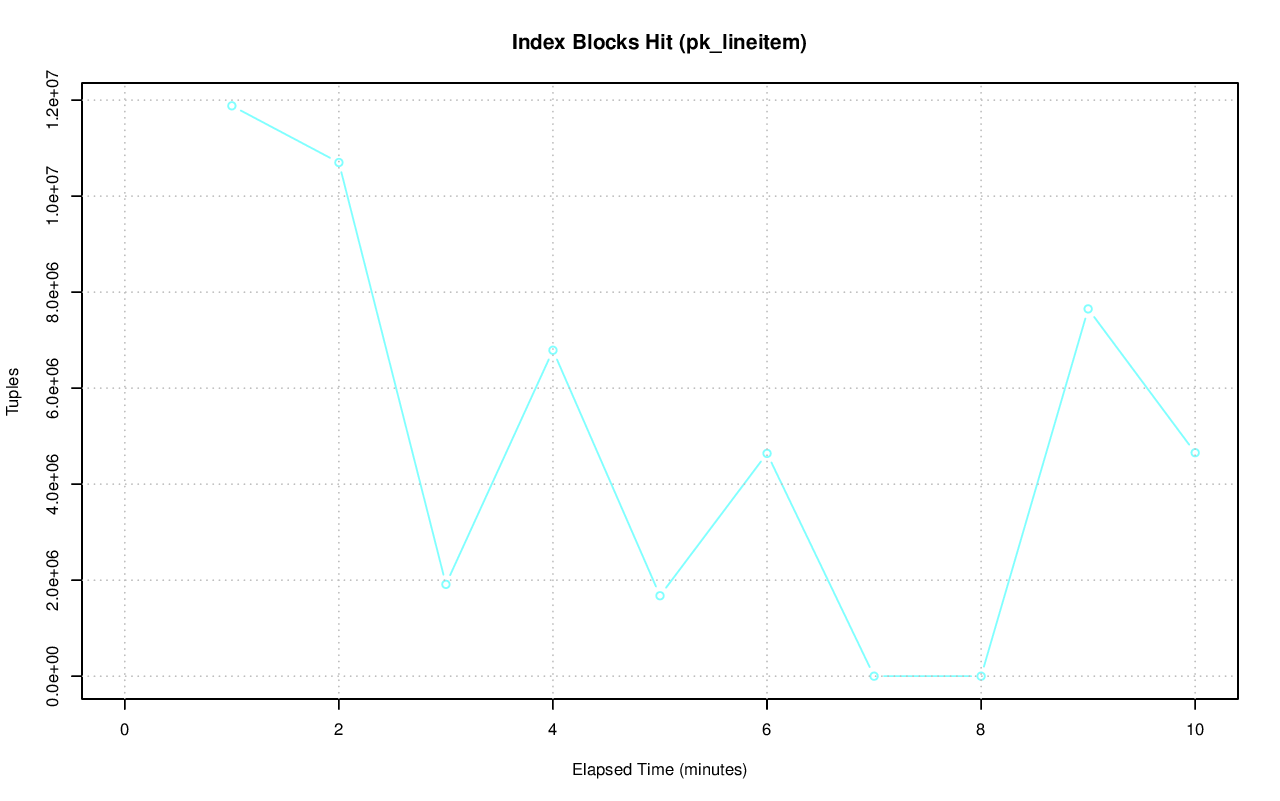 Index Blocks Hit (pk_lineitem)
Tuples
1.2e+07
1.0e+07
8.0e+06
6.0e+06
4.0e+06
2.0e+06
0.0e+00
0 2 4 6 8 10
Elapsed Time (minutes)